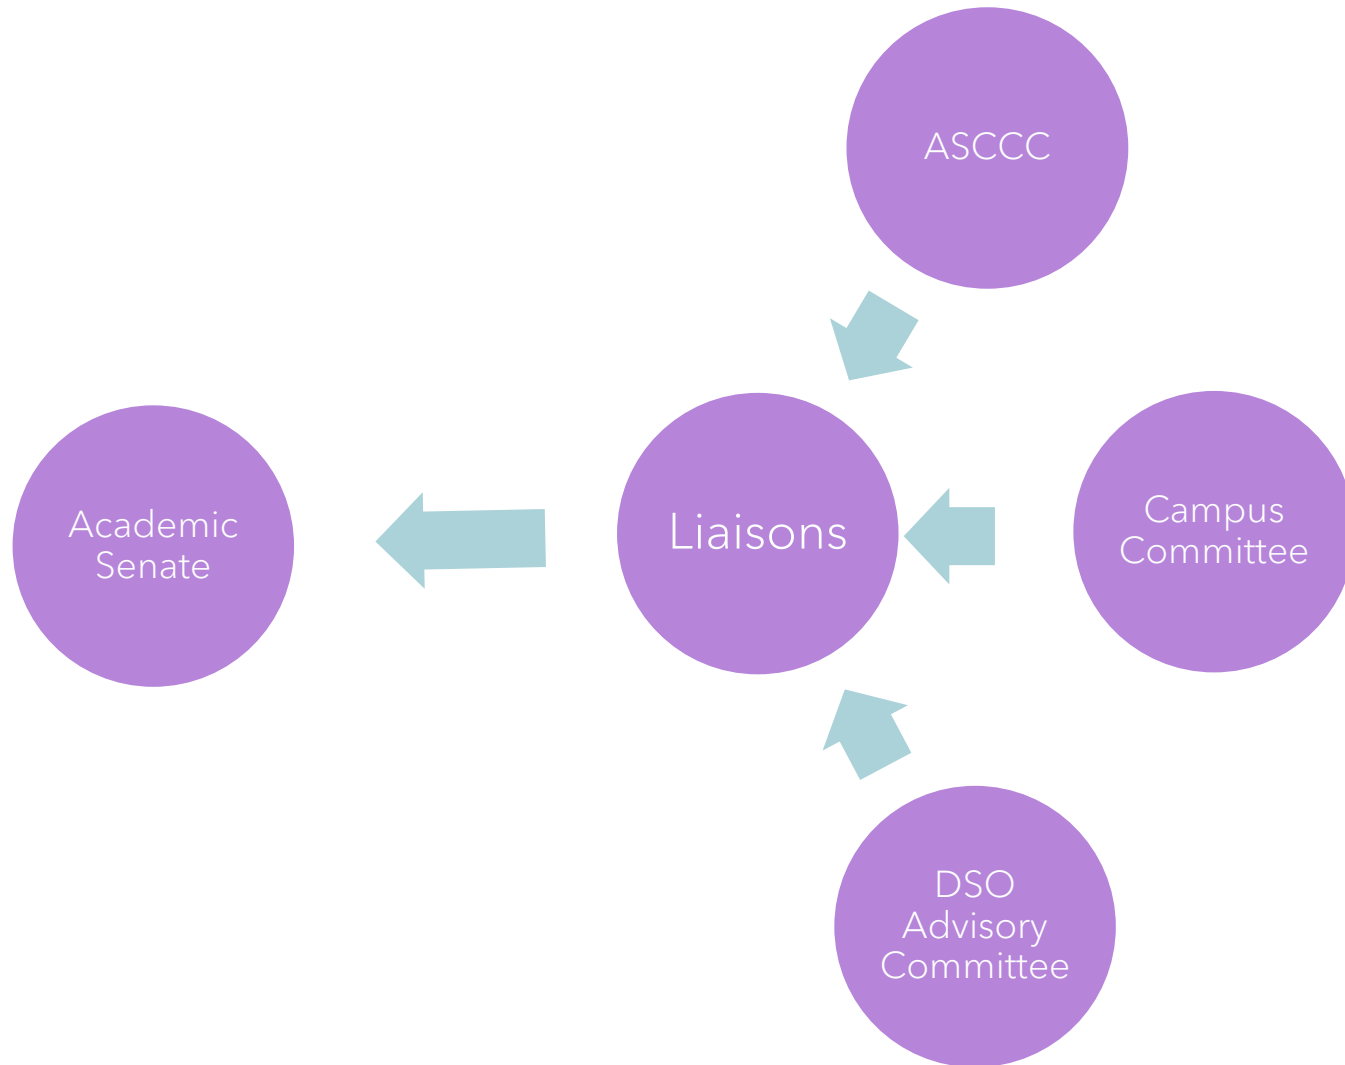 ASCCC
Academic
Senate
Liaisons
Campus
Committee
DSO
Advisory
Committee